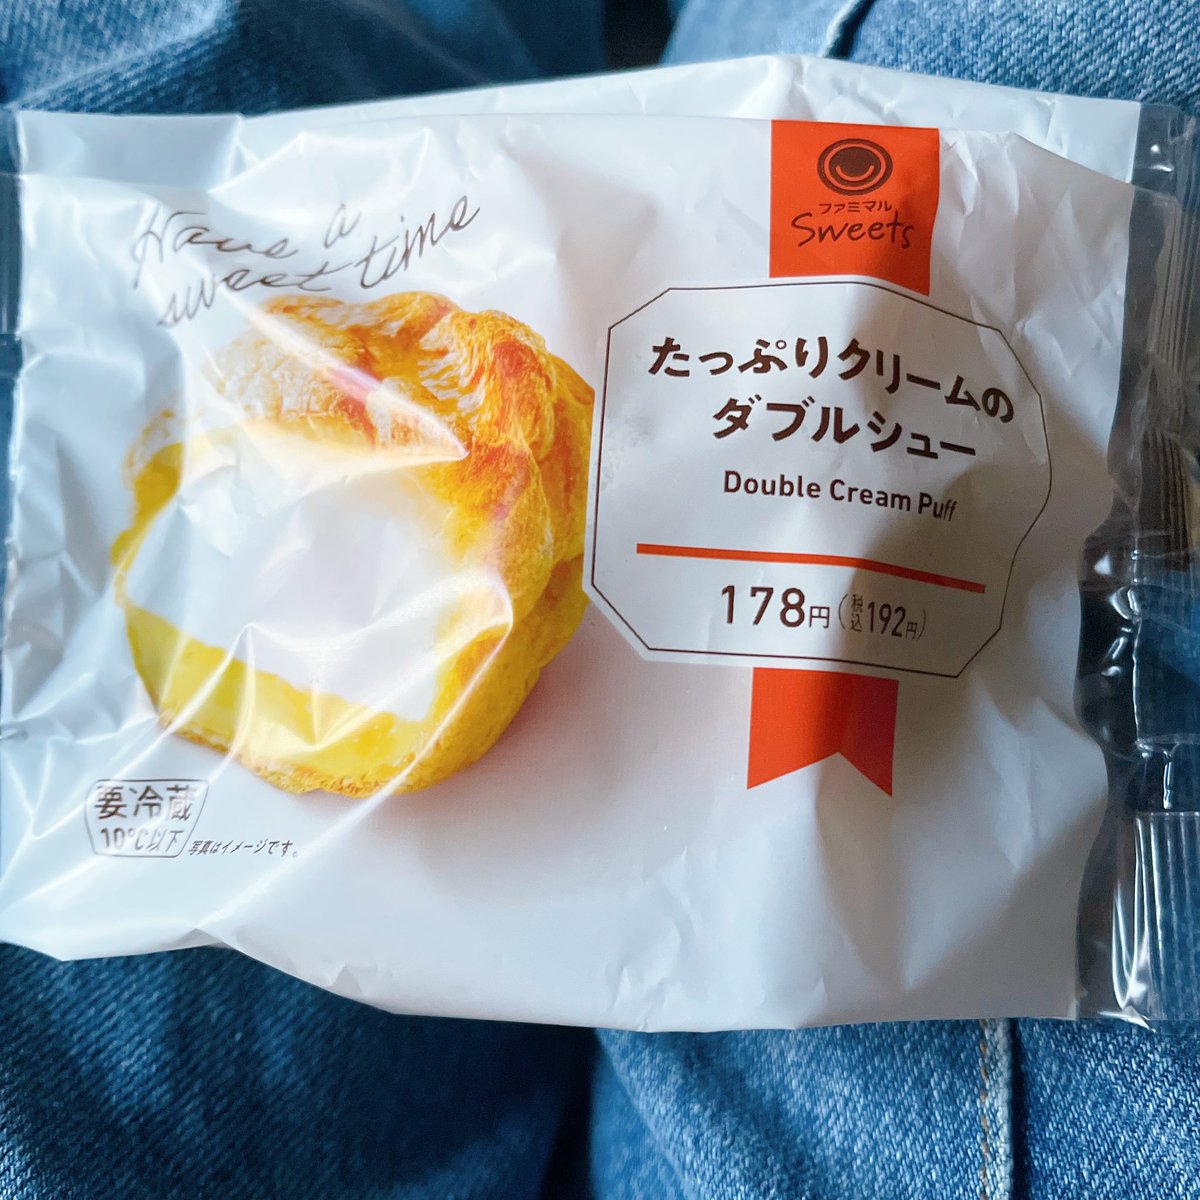 Have a
sweet time
ファミマル
Sweets
たっぷりクリームの
ダブルシュー
Double Cream Puff
178円(税込192円)
要冷蔵
10℃以下
写真はイメージです。